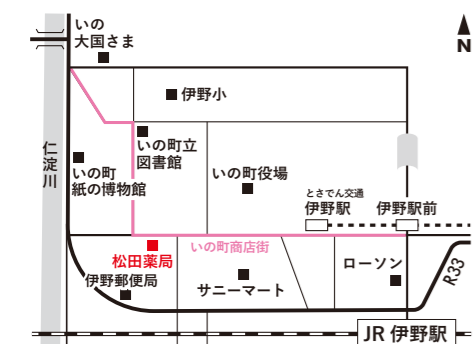 いの
大国さま
N
伊野小
いの町立
図書館
仁淀川
いの町
紙の博物館
いの町役場
とさでん交通
伊野駅
伊野駅前
松田薬局
いの町商店街
ローソン
伊野郵便局
サニーマート
R33
JR 伊野駅